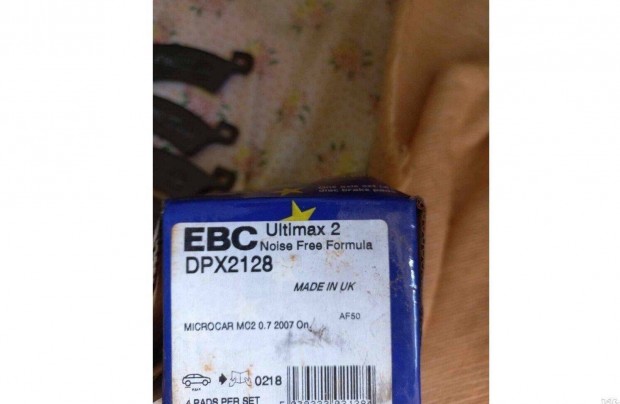 EBC Ultimax 2
Noise Free Formula
DPX2128
MADE IN UK
AF50
MICROCAR MC2 0.7 2007 On,
0218
4 PADS PER SET